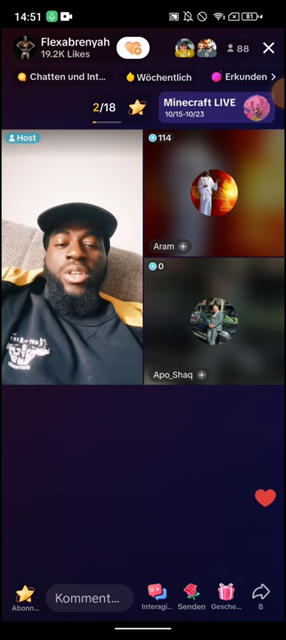 14:51
81
Flexabrenyah
19.2K Likes
88
Chatten und Int...
Wöchentlich
Erkunden
2/18
Minecraft LIVE
10/15-10/23
Host
114
Aram
0
Apo_Shaq
Abonn...
Komment...
Interagi...
Senden
Gesche...
8